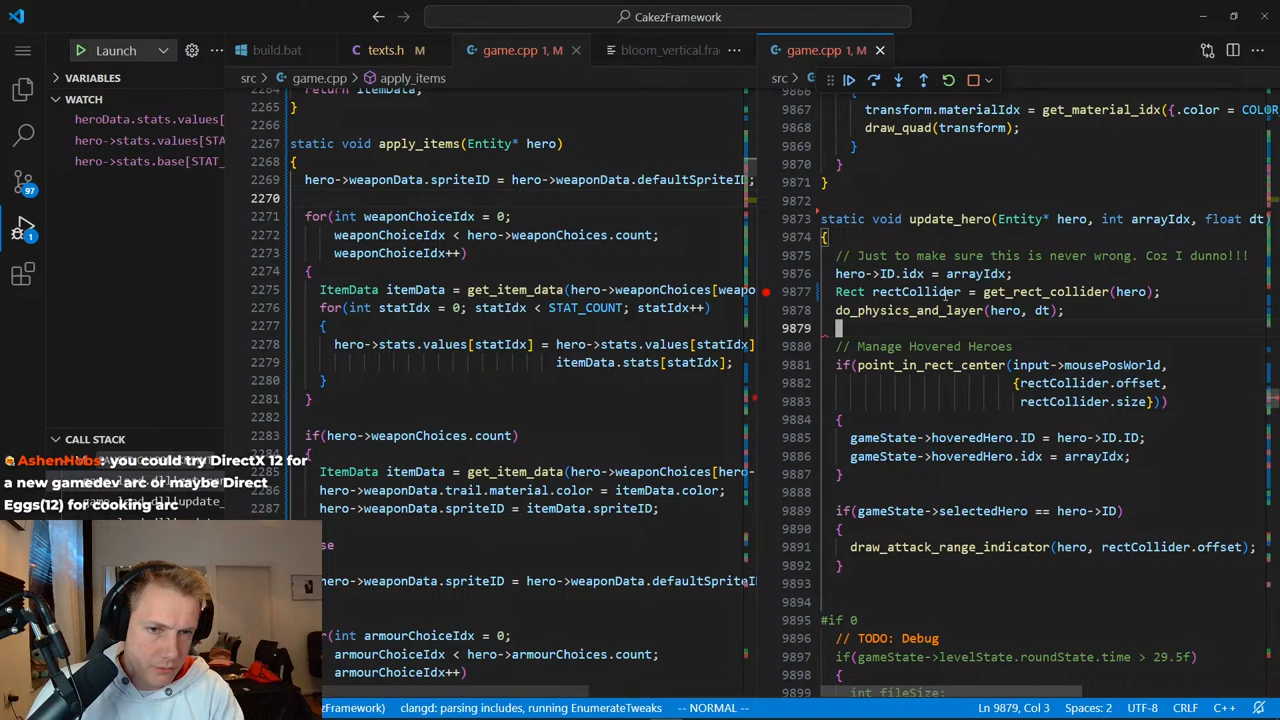 CakezFramework
Launch
build.bat
texts.h M
game.cpp 1, M
bloom_vertical.fra
game.cpp 1, M
VARIABLES
src > game.cpp > apply_items
src >
WATCH
heroData.stats.values[
hero->stats.values[STA
hero->stats.base[STAT_
97
1
2264 return itemData;
2265 }
2266
2267 static void apply_items(Entity* hero)
2268 {
2269 hero->weaponData.spriteID = hero->weaponData.defaultSpriteID;
2270
2271 for(int weaponChoiceIdx = 0;
2272 weaponChoiceIdx < hero->weaponChoices.count;
2273 weaponChoiceIdx++)
2274 {
2275 ItemData itemData = get_item_data(hero->weaponChoices[weapo
2276 for(int statIdx = 0; statIdx < STAT_COUNT; statIdx++)
2277 {
2278 hero->stats.values[statIdx] = hero->stats.values[statIdx]
2279 itemData.stats[statIdx];
2280 }
2281 }
2282
2283 if(hero->weaponChoices.count)
2284 {
2285 ItemData itemData = get_item_data(hero->weaponChoices[hero-
2286 hero->weaponData.trail.material.color = itemData.color;
2287 hero->weaponData.spriteID = itemData.spriteID;
2288 }
else
hero->weaponData.spriteID = hero->weaponData.defaultSpriteI
r(int armourChoiceIdx = 0;
armourChoiceIdx < hero->armourChoices.count;
armourChoiceIdx++)
9866 {
9867 transform.materialIdx = get_material_idx({.color = COLOR
9868 draw_quad(transform);
9869 }
9870 }
9871 }
9872
9873 static void update_hero(Entity* hero, int arrayIdx, float dt)
9874 {
9875 // Just to make sure this is never wrong. Coz I dunno!!!
9876 hero->ID.idx = arrayIdx;
9877 Rect rectCollider = get_rect_collider(hero);
9878 do_physics_and_layer(hero, dt);
9879
9880 // Manage Hovered Heroes
9881 if(point_in_rect_center(input->mousePosWorld,
9882 {rectCollider.offset,
9883 rectCollider.size}))
9884 {
9885 gameState->hoveredHero.ID = hero->ID.ID;
9886 gameState->hoveredHero.idx = arrayIdx;
9887 }
9888
9889 if(gameState->selectedHero == hero->ID)
9890 {
9891 draw_attack_range_indicator(hero, rectCollider.offset);
9892 }
9893
9894
9895 #if 0
9896 // TODO: Debug
9897 if(gameState->levelState.roundState.time > 29.5f)
9898 {
9899 int fileSize;
CALL STACK
AshenHobs: you could try DirectX 12 for
a new gamedev arc or maybe Direct
Eggs(12) for cooking arc
kezFramework) clangd: parsing includes, running EnumerateTweaks -- NORMAL -- Ln 9879, Col 3 Spaces: 2 UTF-8 CRLF C++